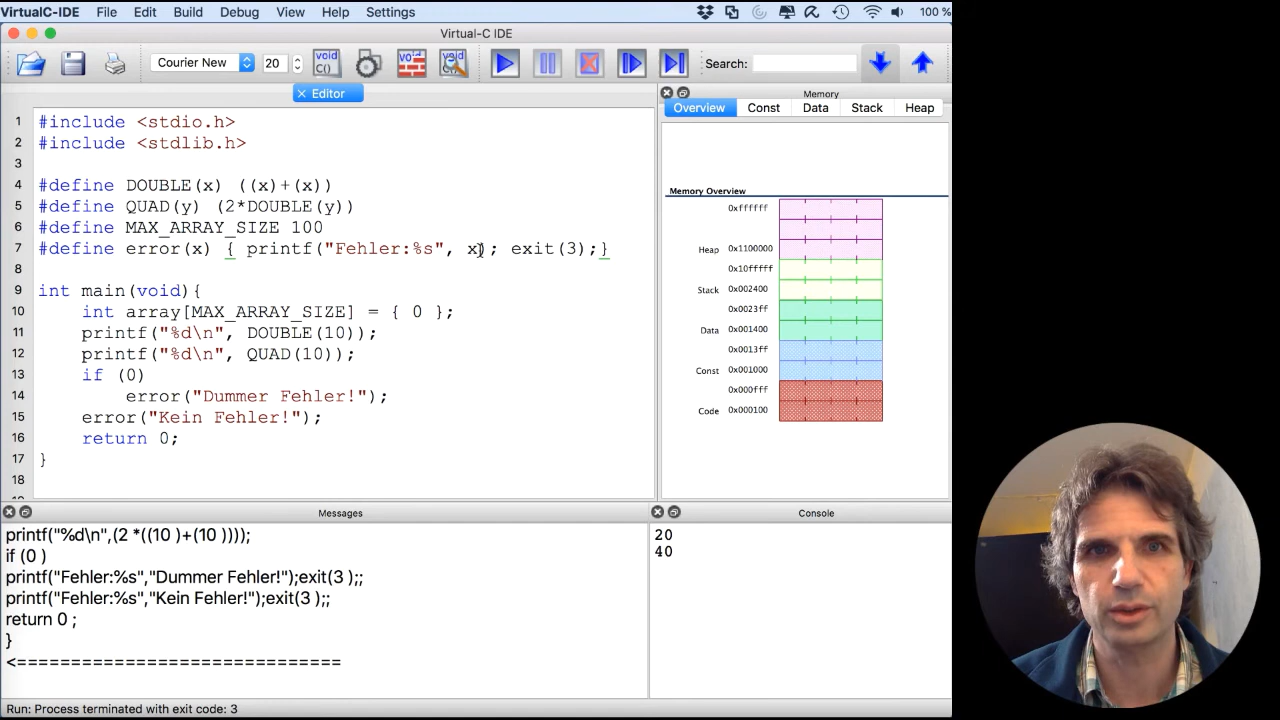 VirtualC-IDE File Edit Build Debug View Help Settings 100 %
VirtualC IDE
Courier New 20 void C() void Search:
Editor
Memory
Overview Const Data Stack Heap
1 #include <stdio.h>
2 #include <stdlib.h>
3
4 #define DOUBLE(x) ((x)+(x))
5 #define QUAD(y) (2*DOUBLE(y))
6 #define MAX_ARRAY_SIZE 100
7 #define error(x) { printf("Fehler:%s", x); exit(3);}
8
9 int main(void){
10 int array[MAX_ARRAY_SIZE] = { 0 };
11 printf("%d\n", DOUBLE(10));
12 printf("%d\n", QUAD(10));
13 if (0)
14 error("Dummer Fehler!");
15 error("Kein Fehler!");
16 return 0;
17 }
18
Memory Overview
0xffffff
Heap 0x1100000
0x10fffff
Stack 0x002400
0x0023ff
Data 0x001400
0x0013ff
Const 0x001000
0x000fff
Code 0x000100
Messages
printf("%d\n",(2 *((10 )+(10 ))));
if (0 )
printf("Fehler:%s","Dummer Fehler!");exit(3 );;
printf("Fehler:%s","Kein Fehler!");exit(3 );;
return 0 ;
}
<==============================
Console
20
40
Run: Process terminated with exit code: 3